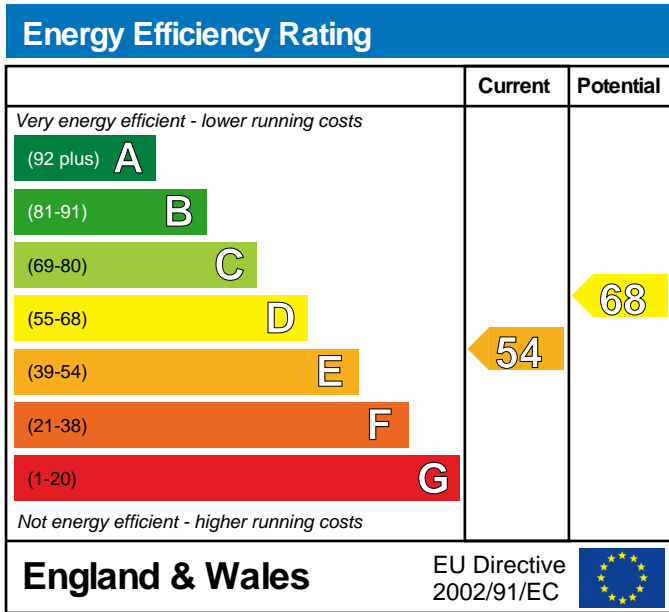 Energy Efficiency Rating
Current Potential
Very energy efficient - lower running costs
(92 plus) A
(81-91) B
(69-80) C
(55-68) D
68
(39-54) E
54
(21-38) F
(1-20) G
Not energy efficient - higher running costs
England & Wales
EU Directive
2002/91/EC